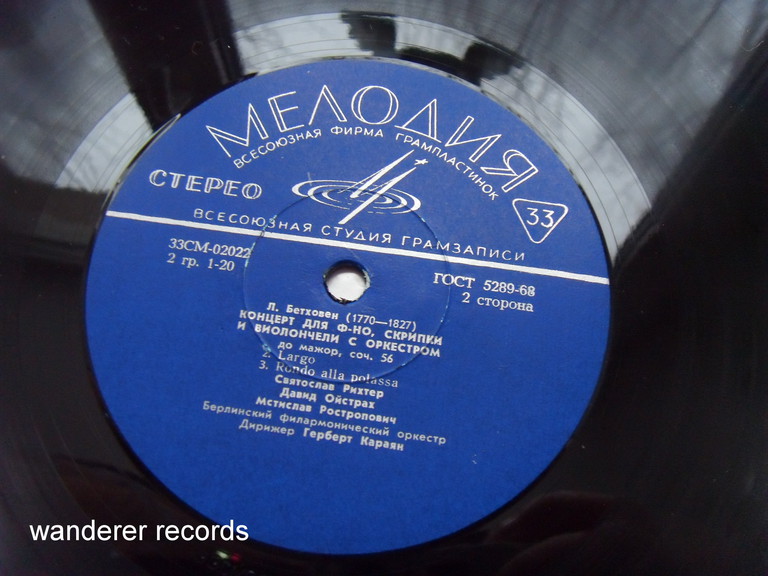 МЕЛОДИЯ
ВСЕСОЮЗНАЯ ФИРМА ГРАМПЛАСТИНОК
СТЕРЕО
33
ВСЕСОЮЗНАЯ СТУДИЯ ГРАМЗАПИСИ
33СМ-02022
ГОСТ 5289-68
2 гр. 1-20
2 сторона
Л. Бетховен (1770—1827)
КОНЦЕРТ ДЛЯ Ф-НО, СКРИПКИ
И ВИОЛОНЧЕЛИ С ОРКЕСТРОМ
до мажор, соч. 56
2. Largo
3. Rondo alla polassa
Святослав Рихтер
Давид Ойстрах
Мстислав Ростропович
Берлинский филармонический оркестр
Дирижер Герберт Караян
wanderer records